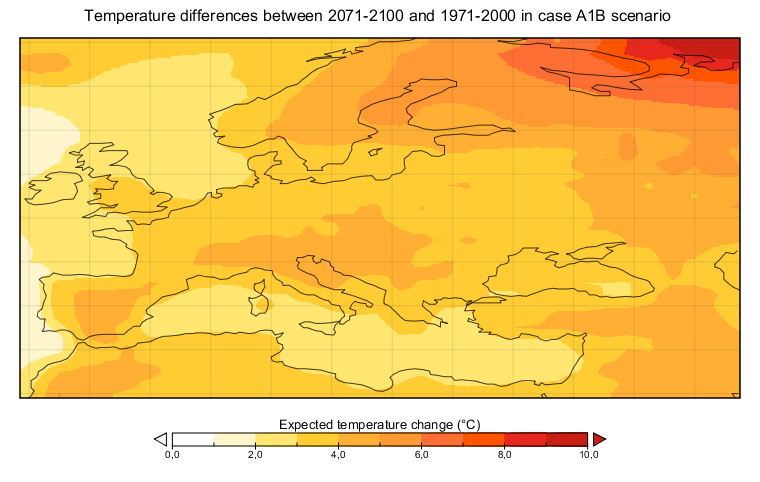 Temperature differences between 2071-2100 and 1971-2000 in case A1B scenario
Expected temperature change (°C)
0,0 2,0 4,0 6,0 8,0 10,0